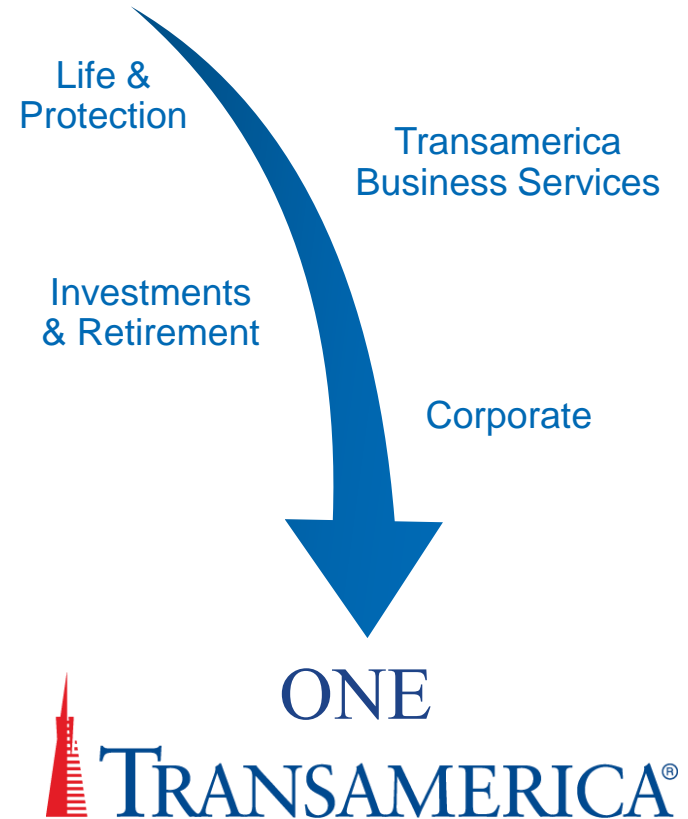 Life &
Protection
Transamerica
Business Services
Investments
& Retirement
Corporate
ONE
TRANSAMERICA®